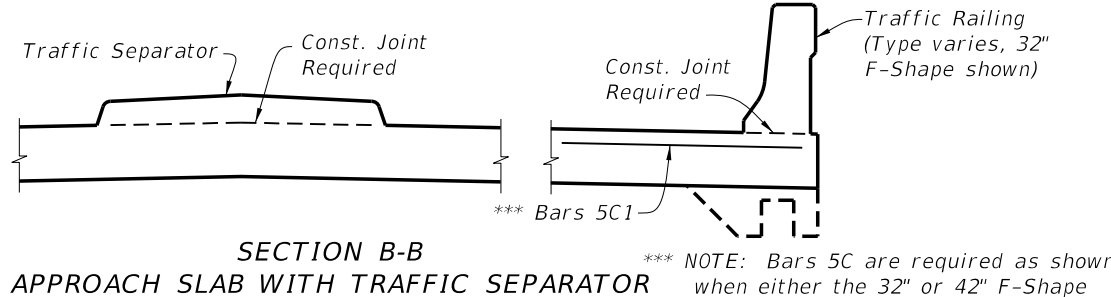 Traffic Separator
Const. Joint
Required
Const. Joint
Required
Traffic Railing
(Type varies, 32"
F-Shape shown)
*** Bars 5C1
SECTION B-B
APPROACH SLAB WITH TRAFFIC SEPARATOR
*** NOTE: Bars 5C are required as shown
when either the 32" or 42" F-Shape